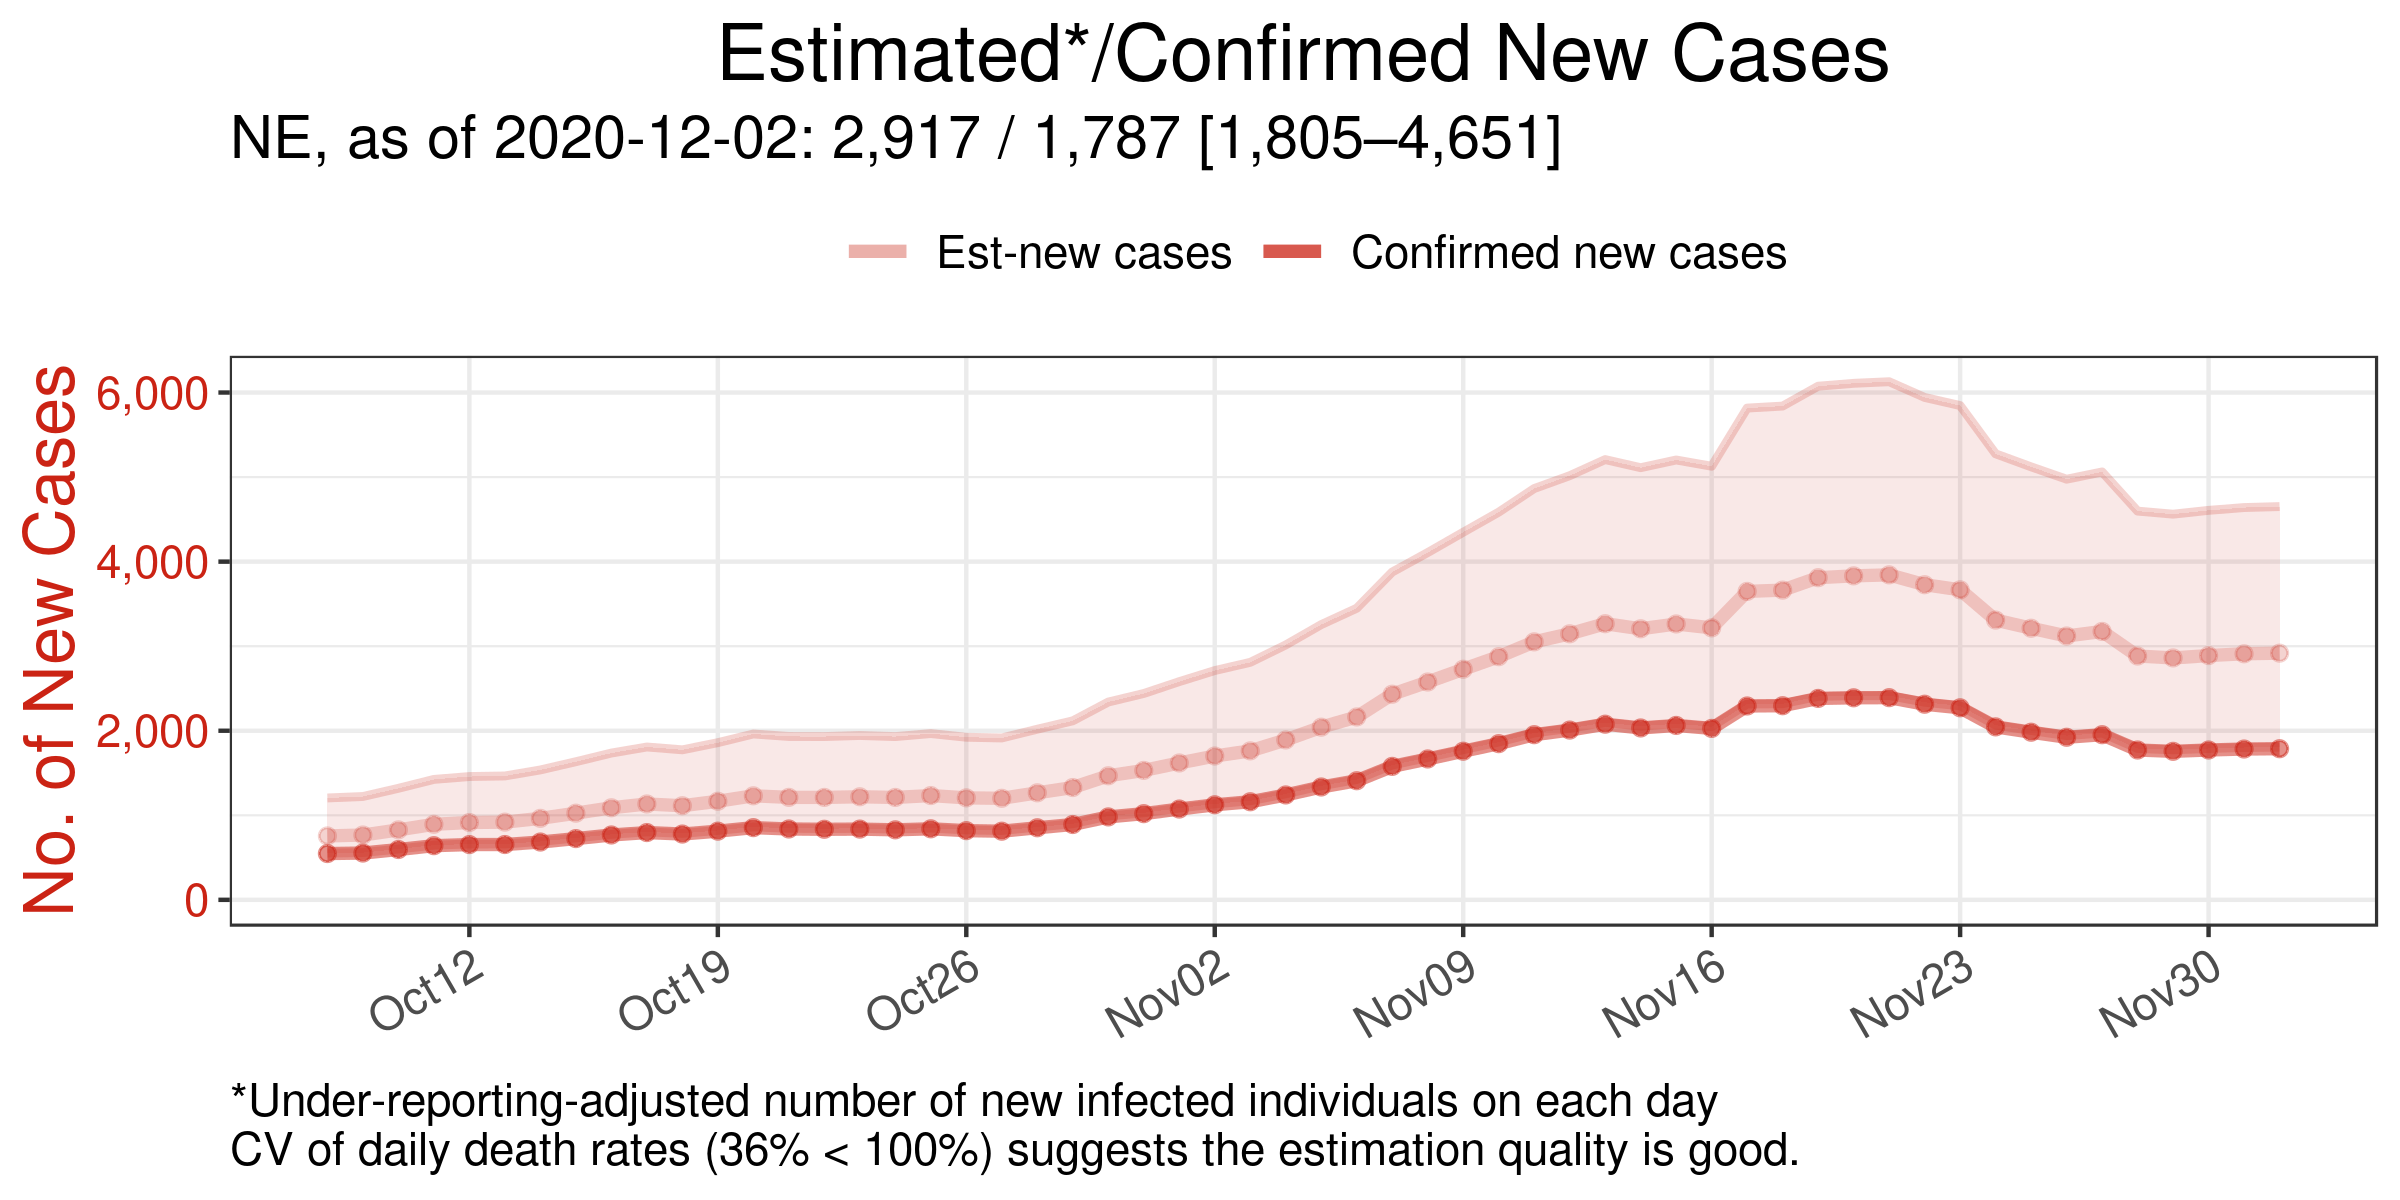 Estimated*/Confirmed New Cases
NE, as of 2020-12-02: 2,917 / 1,787 [1,805–4,651]
Est-new cases
Confirmed new cases
No. of New Cases
6,000
4,000
2,000
0
Oct12
Oct19
Oct26
Nov02
Nov09
Nov16
Nov23
Nov30
*Under-reporting-adjusted number of new infected individuals on each day
CV of daily death rates (36% < 100%) suggests the estimation quality is good.